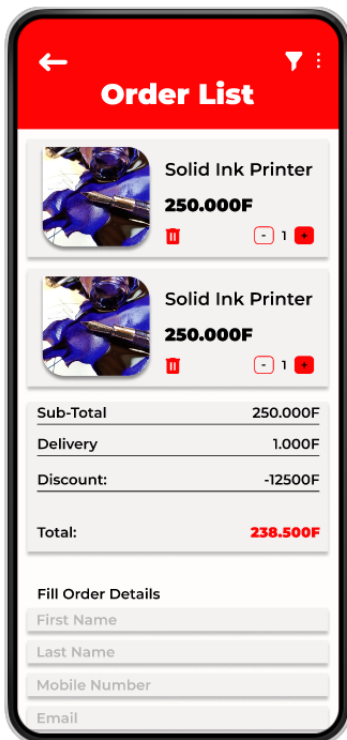 Order List
Solid Ink Printer
250.000F
- 1 +
Solid Ink Printer
250.000F
- 1 +
Sub-Total 250.000F
Delivery 1.000F
Discount: -12500F
Total: 238.500F
Fill Order Details
First Name
Last Name
Mobile Number
Email